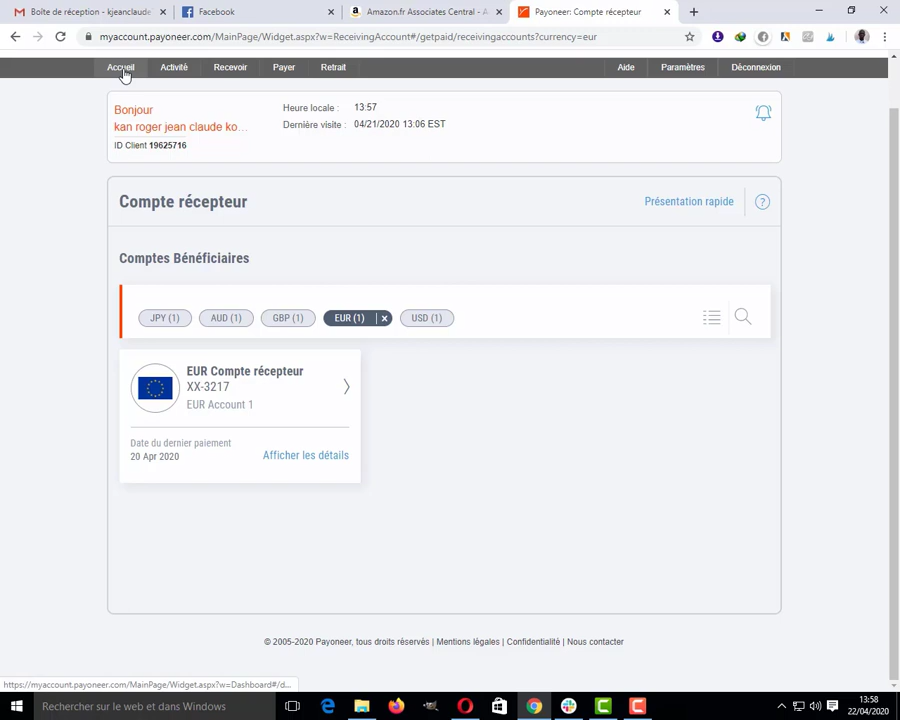 Boîte de réception - kjeanclaude
Facebook
Amazon.fr Associates Central - A
Payoneer: Compte récepteur
myaccount.payoneer.com/MainPage/Widget.aspx?w=ReceivingAccount#/getpaid/receivingaccounts?currency=eur
Accueil Activité Recevoir Payer Retrait Aide Paramètres Déconnexion
Bonjour
kan roger jean claude ko...
ID Client 19625716
Heure locale : 13:57
Dernière visite : 04/21/2020 13:06 EST
Compte récepteur
Présentation rapide
?
Comptes Bénéficiaires
JPY (1) AUD (1) GBP (1) EUR (1) × USD (1)
EUR Compte récepteur
XX-3217
EUR Account 1
Date du dernier paiement
20 Apr 2020
Afficher les détails
© 2005-2020 Payoneer, tous droits réservés | Mentions légales | Confidentialité | Nous contacter
https://myaccount.payoneer.com/MainPage/Widget.aspx?w=Dashboard#/d...
Rechercher sur le web et dans Windows
13:58
22/04/2020